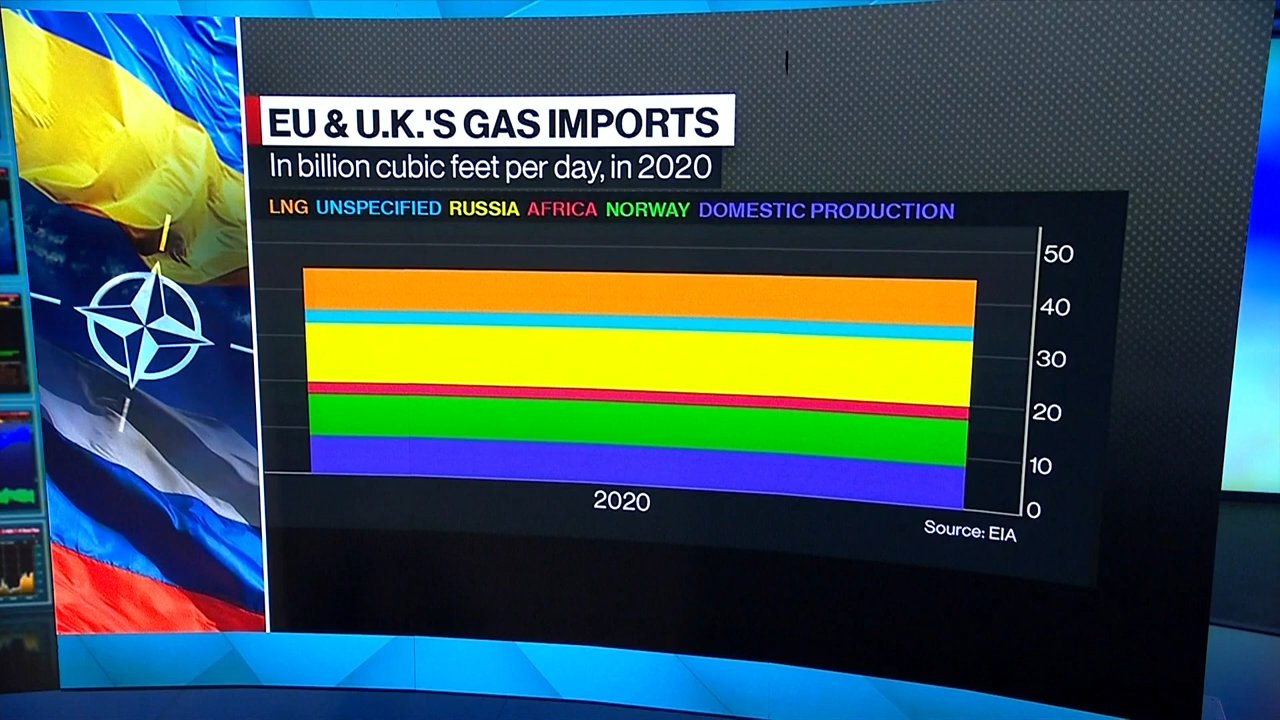 EU & U.K.'S GAS IMPORTS
In billion cubic feet per day, in 2020
LNG UNSPECIFIED RUSSIA AFRICA NORWAY DOMESTIC PRODUCTION
50
40
30
20
10
0
2020
Source: EIA